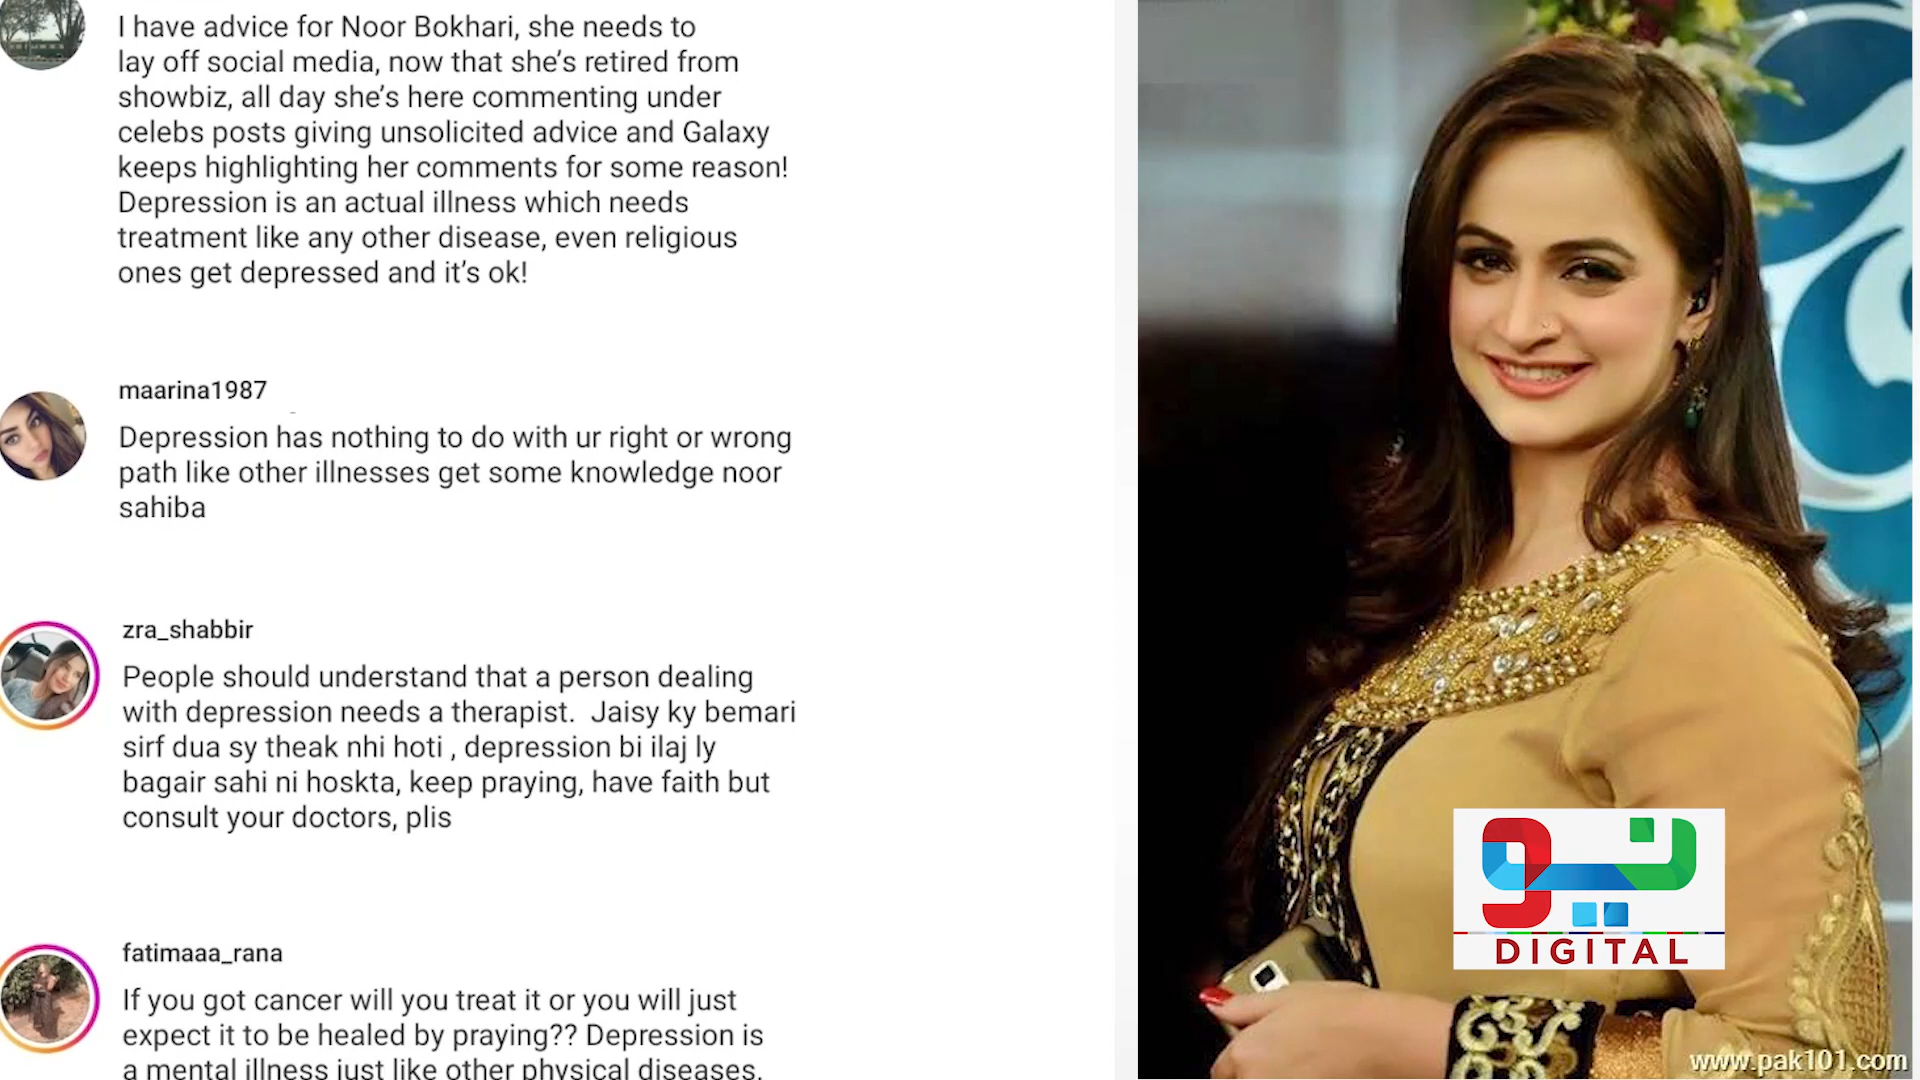 I have advice for Noor Bokhari, she needs to
lay off social media, now that she’s retired from
showbiz, all day she’s here commenting under
celebs posts giving unsolicited advice and Galaxy
keeps highlighting her comments for some reason!
Depression is an actual illness which needs
treatment like any other disease, even religious
ones get depressed and it’s ok!
maarina1987
Depression has nothing to do with ur right or wrong
path like other illnesses get some knowledge noor
sahiba
zra_shabbir
People should understand that a person dealing
with depression needs a therapist. Jaisy ky bemari
sirf dua sy theak nhi hoti , depression bi ilaj ly
bagair sahi ni hoskta, keep praying, have faith but
consult your doctors, plis
fatimaaa_rana
If you got cancer will you treat it or you will just
expect it to be healed by praying?? Depression is
a mental illness just like other physical diseases.
نیو
DIGITAL
www.pak101.com